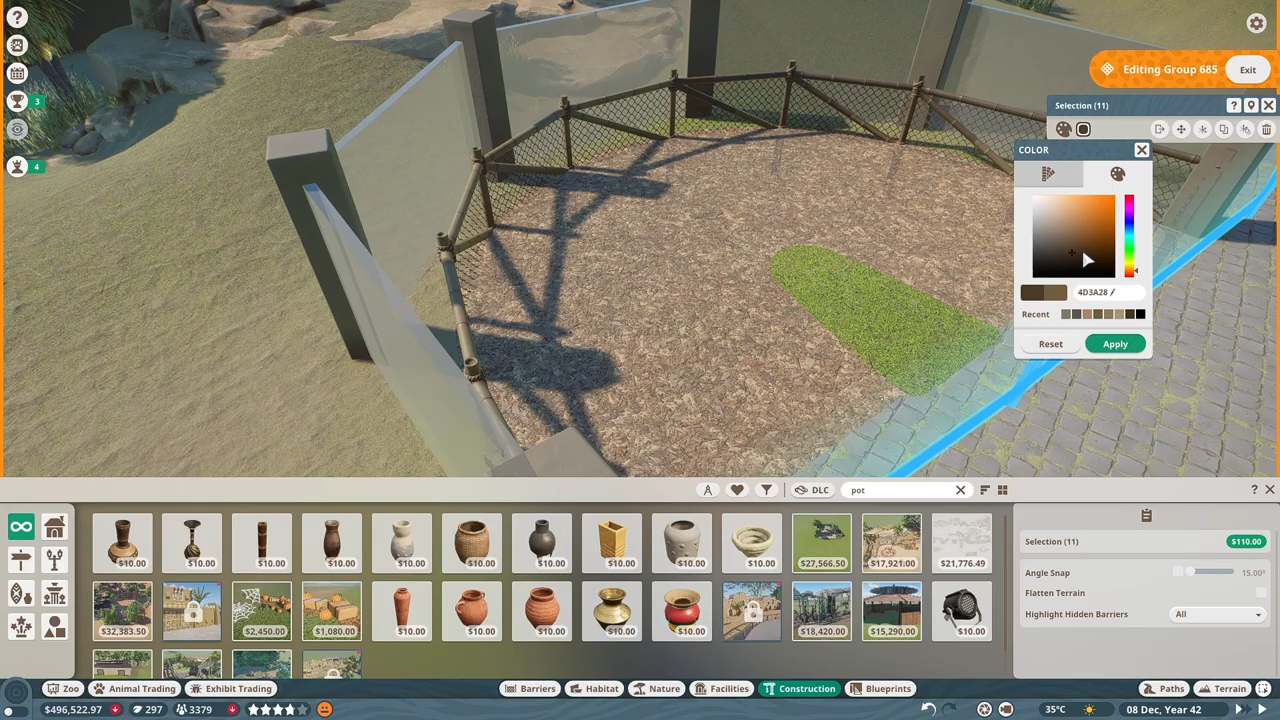 ?
Editing Group 685 Exit
3
Selection (11) ?
COLOR
4
4D3A28
Recent
Reset Apply
DLC pot ?
$10.00 $10.00 $10.00 $10.00 $10.00 $10.00 $10.00 $10.00 $10.00 $10.00 $27,566.50 $17,921.00 $21,776.49
Selection (11) $110.00
Angle Snap 15.00°
Flatten Terrain
Highlight Hidden Barriers All
$32,383.50 $2,450.00 $1,080.00 $10.00 $10.00 $10.00 $10.00 $10.00 $18,420.00 $15,290.00 $10.00
Zoo Animal Trading Exhibit Trading Barriers Habitat Nature Facilities Construction Blueprints Paths Terrain
$496,522.97 297 3379 35°C 08 Dec, Year 42